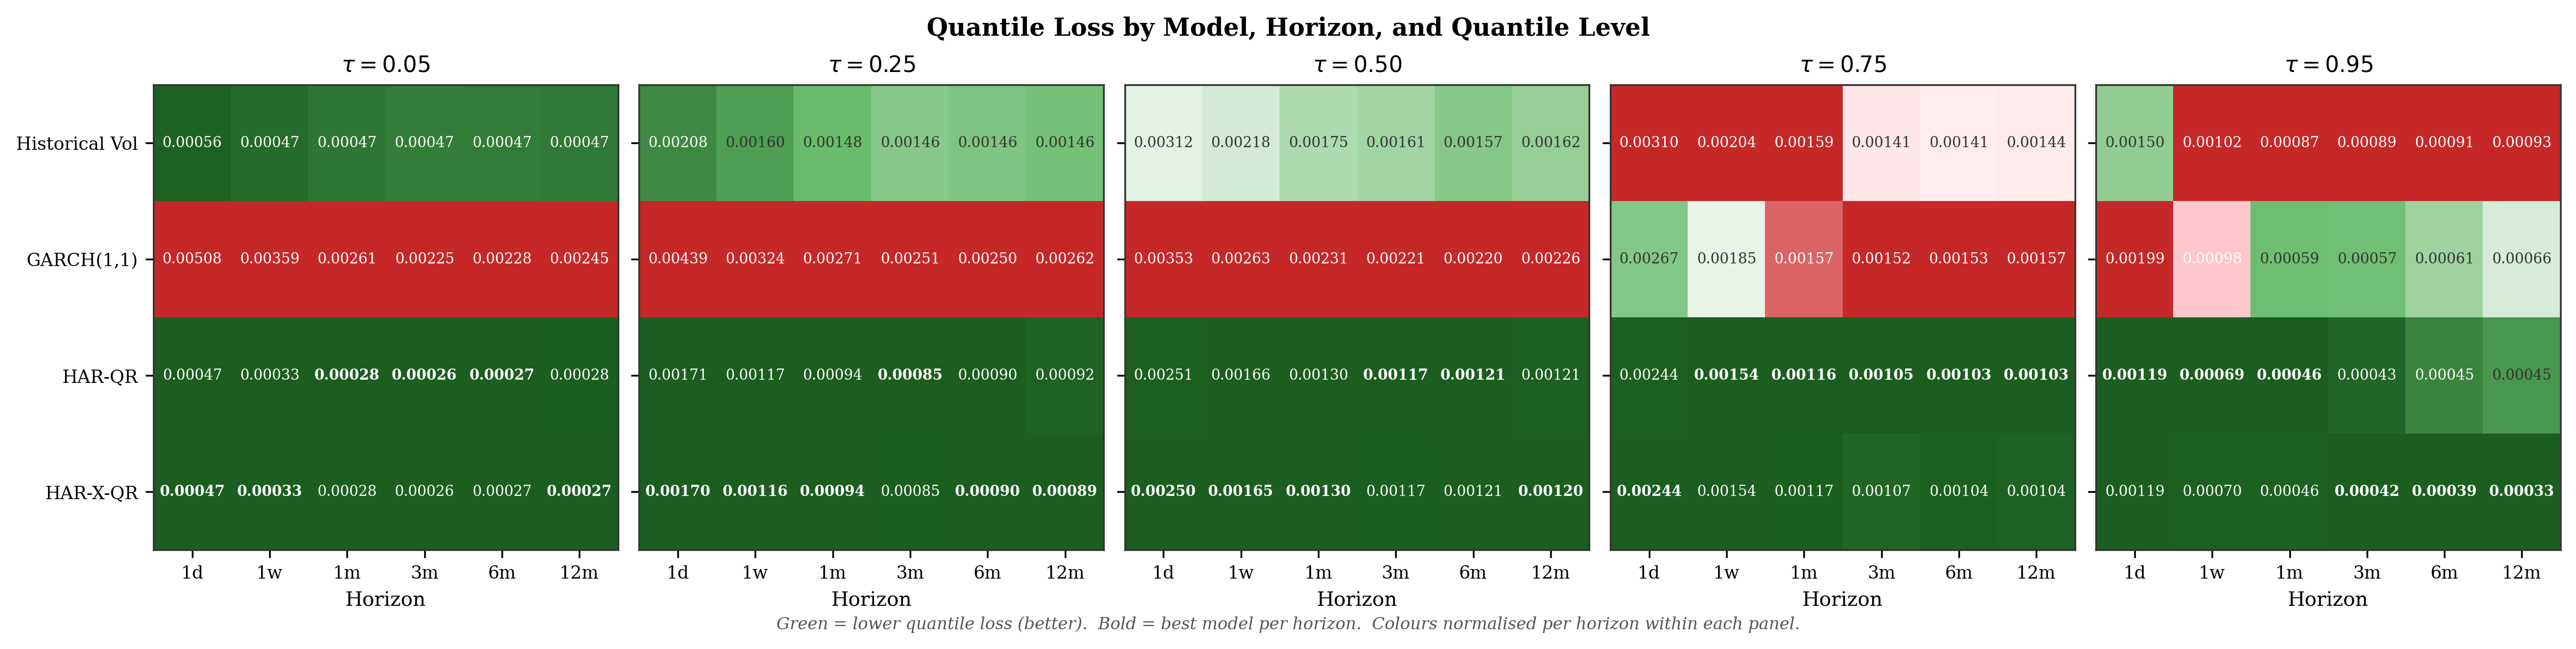 Quantile Loss by Model, Horizon, and Quantile Level
τ = 0.05 τ = 0.25 τ = 0.50 τ = 0.75 τ = 0.95
Historical Vol 0.00056 0.00047 0.00047 0.00047 0.00047 0.00047 0.00208 0.00160 0.00148 0.00146 0.00146 0.00146 0.00312 0.00218 0.00175 0.00161 0.00157 0.00162 0.00310 0.00204 0.00159 0.00141 0.00141 0.00144 0.00150 0.00102 0.00087 0.00089 0.00091 0.00093
GARCH(1,1) 0.00508 0.00359 0.00261 0.00225 0.00228 0.00245 0.00439 0.00324 0.00271 0.00251 0.00250 0.00262 0.00353 0.00263 0.00231 0.00221 0.00220 0.00226 0.00267 0.00185 0.00157 0.00152 0.00153 0.00157 0.00199 0.00098 0.00059 0.00057 0.00061 0.00066
HAR-QR 0.00047 0.00033 0.00028 0.00026 0.00027 0.00028 0.00171 0.00117 0.00094 0.00085 0.00090 0.00092 0.00251 0.00166 0.00130 0.00117 0.00121 0.00121 0.00244 0.00154 0.00116 0.00105 0.00103 0.00103 0.00119 0.00069 0.00046 0.00043 0.00045 0.00045
HAR-X-QR 0.00047 0.00033 0.00028 0.00026 0.00027 0.00027 0.00170 0.00116 0.00094 0.00085 0.00090 0.00089 0.00250 0.00165 0.00130 0.00117 0.00121 0.00120 0.00244 0.00154 0.00117 0.00107 0.00104 0.00104 0.00119 0.00070 0.00046 0.00042 0.00039 0.00033
1d 1w 1m 3m 6m 12m 1d 1w 1m 3m 6m 12m 1d 1w 1m 3m 6m 12m 1d 1w 1m 3m 6m 12m 1d 1w 1m 3m 6m 12m
Horizon Horizon Horizon Horizon Horizon
Green = lower quantile loss (better). Bold = best model per horizon. Colours normalised per horizon within each panel.